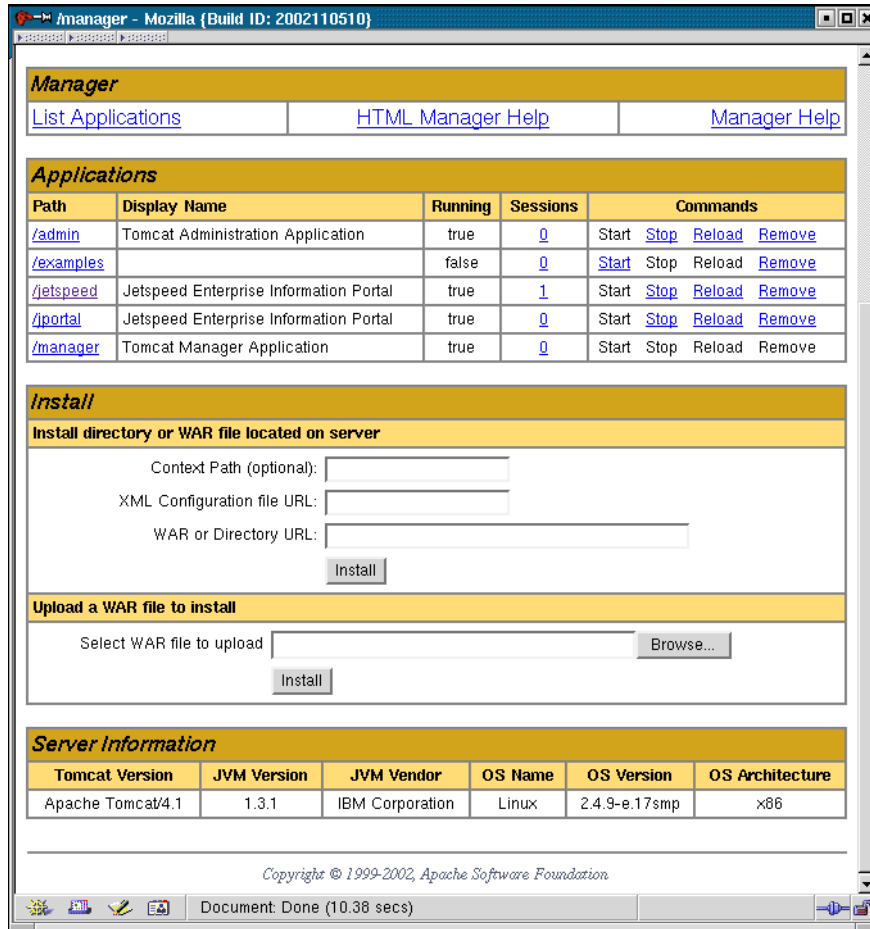 /manager - Mozilla {Build ID: 2002110510}
Manager
List Applications HTML Manager Help Manager Help
Applications
Path Display Name Running Sessions Commands
/admin Tomcat Administration Application true 0 Start Stop Reload Remove
/examples false 0 Start Stop Reload Remove
/jetspeed Jetspeed Enterprise Information Portal true 1 Start Stop Reload Remove
/jportal Jetspeed Enterprise Information Portal true 0 Start Stop Reload Remove
/manager Tomcat Manager Application true 0 Start Stop Reload Remove
Install
Install directory or WAR file located on server
Context Path (optional):
XML Configuration file URL:
WAR or Directory URL:
Install
Upload a WAR file to install
Select WAR file to upload Browse...
Install
Server Information
Tomcat Version JVM Version JVM Vendor OS Name OS Version OS Architecture
Apache Tomcat/4.1 1.3.1 IBM Corporation Linux 2.4.9-e.17smp x86
Copyright © 1999-2002, Apache Software Foundation
Document: Done (10.38 secs)